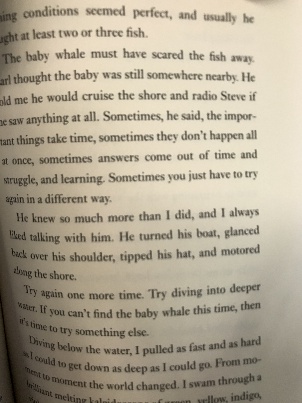 ing conditions seemed perfect, and usually he
ught at least two or three fish.
The baby whale must have scared the fish away.
arl thought the baby was still somewhere nearby. He
old me he would cruise the shore and radio Steve if
he saw anything at all. Sometimes, he said, the impor-
tant things take time, sometimes they don't happen all
at once, sometimes answers come out of time and
struggle, and learning. Sometimes you just have to try
again in a different way.
He knew so much more than I did, and I always
liked talking with him. He turned his boat, glanced
back over his shoulder, tipped his hat, and motored
along the shore.
Try again one more time. Try diving into deeper
water. If you can't find the baby whale this time, then
it's time to try something else.
Diving below the water, I pulled as fast and as hard
as I could to get down as deep as I could go. From mo-
ment to moment the world changed. I swam through a
brilliant melting yellow, indigo,